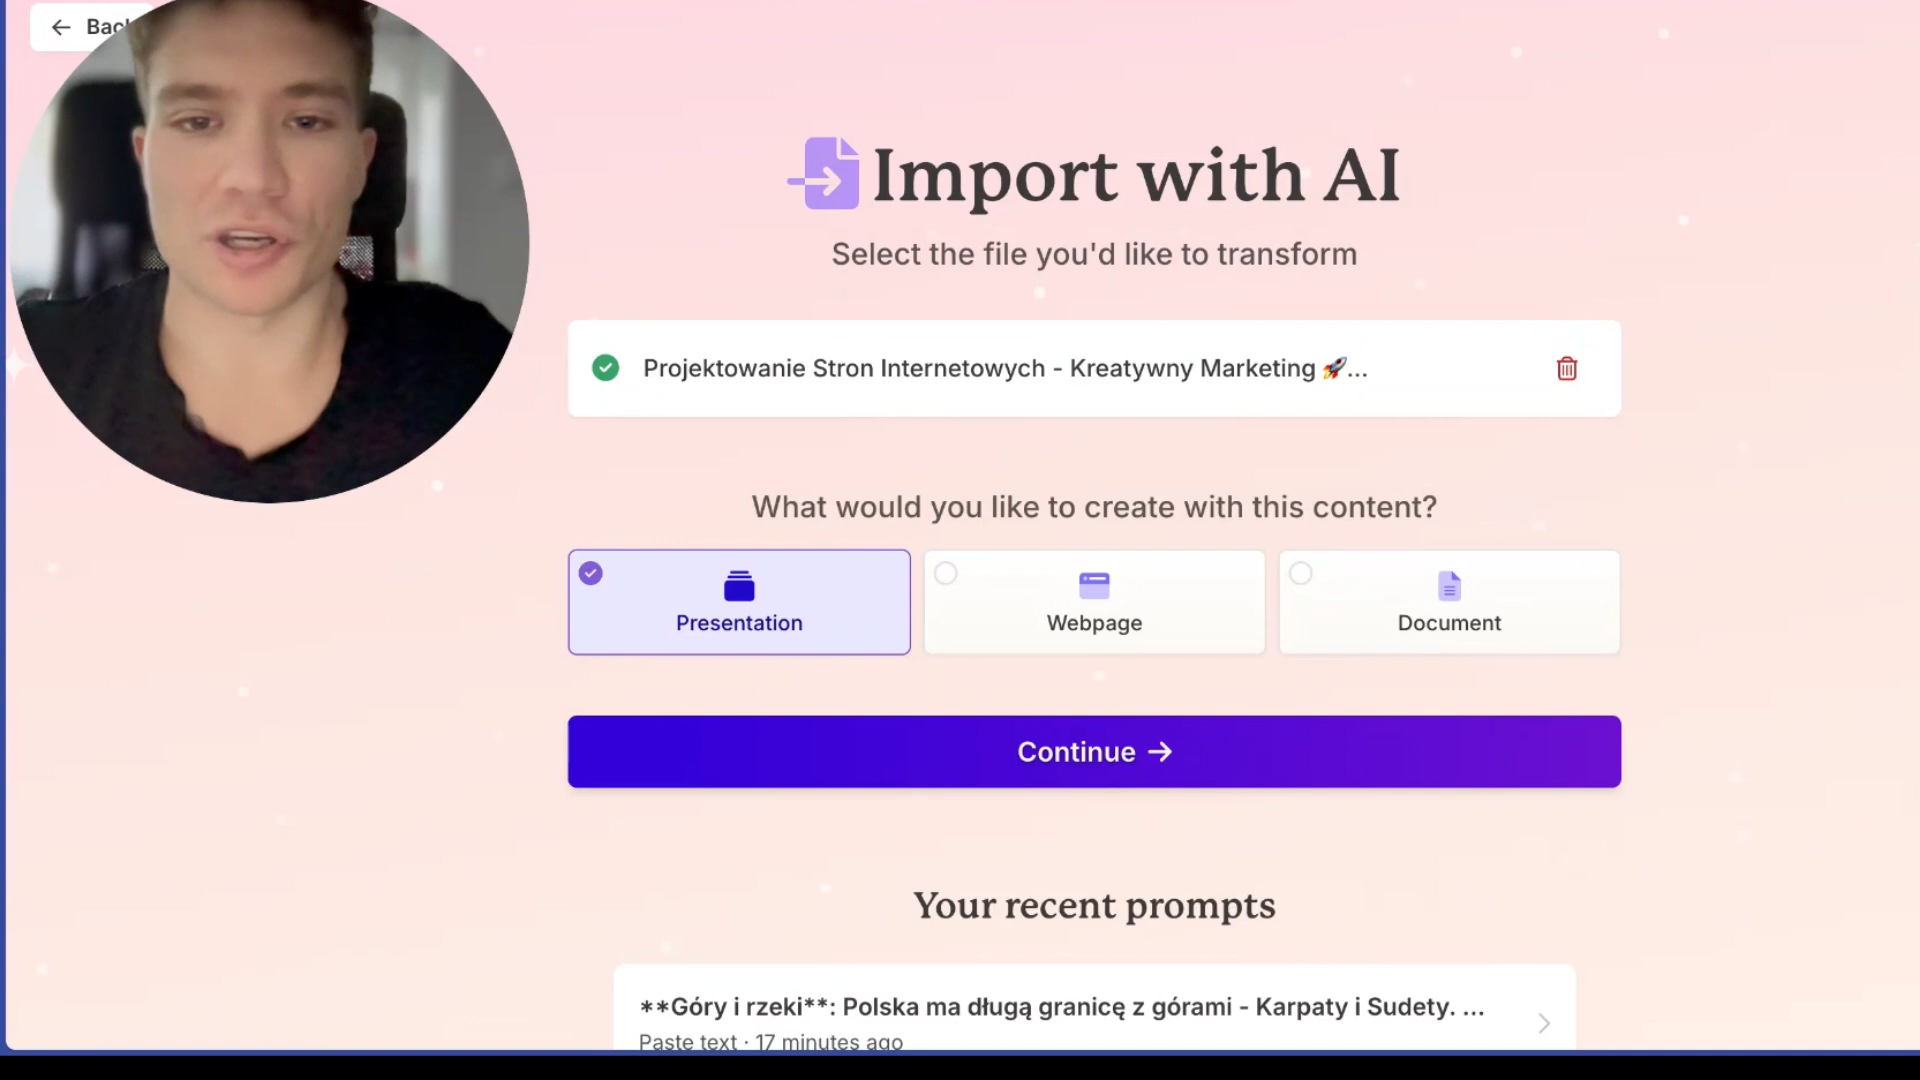 Import with AI
Select the file you'd like to transform
Projektowanie Stron Internetowych - Kreatywny Marketing 🚀...
What would you like to create with this content?
Presentation
Webpage
Document
Continue →
Your recent prompts
**Góry i rzeki**: Polska ma długą granicę z górami - Karpaty i Sudety. ...
Paste text · 17 minutes ago